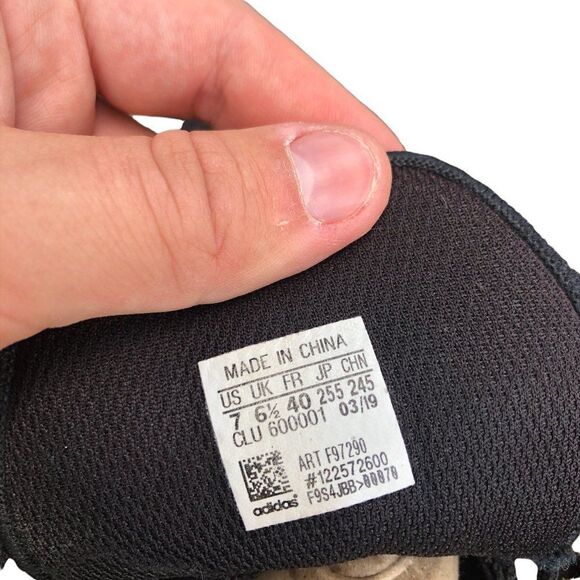 MADE IN CHINA
US UK FR JP CHN
7 6½ 40 255 245
CLU 600001 03/19
ART F97290
#122572600
F9S4JBB>00070
adidas